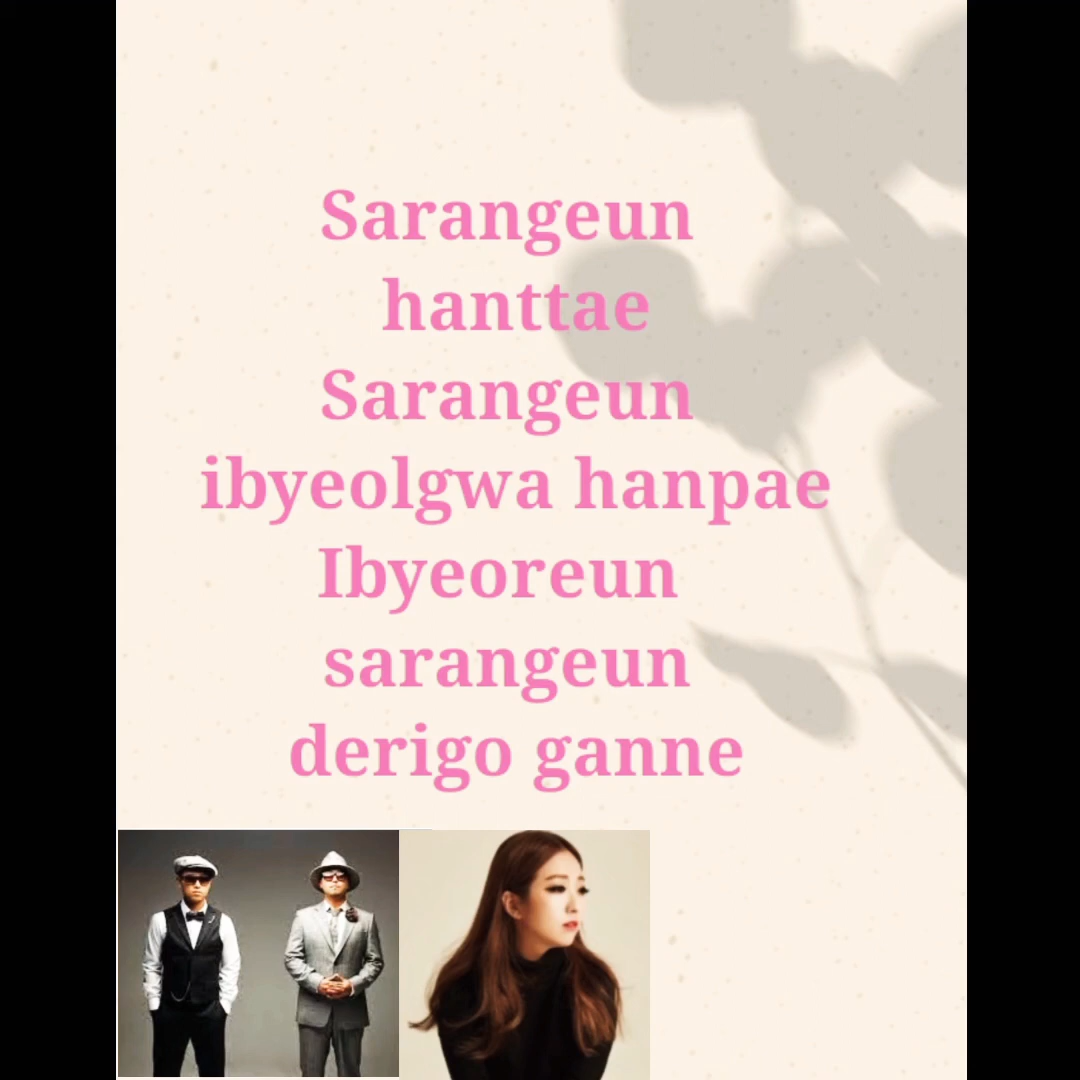 Sarangeun
hanttae
Sarangeun
ibyeolgwa hanpae
Ibyeoreun
sarangeun
derigo ganne